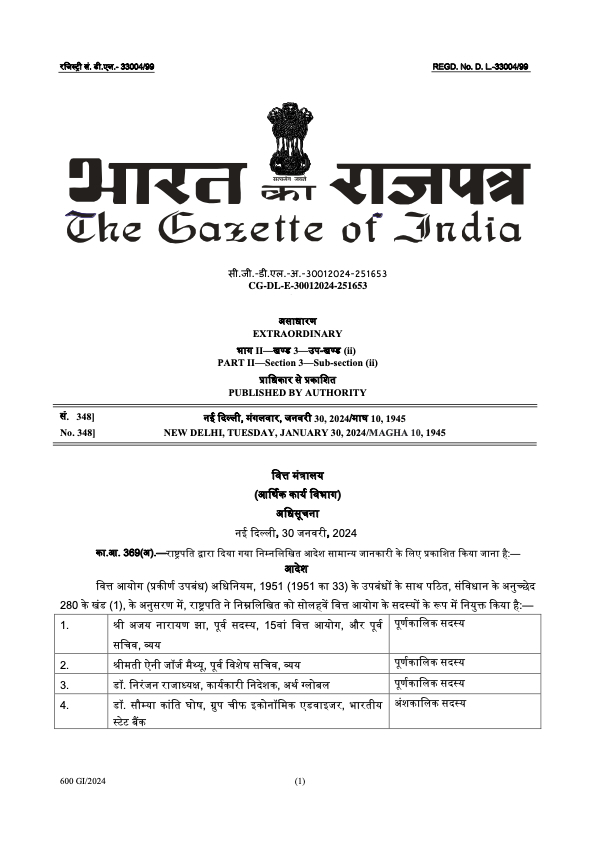 रजिस्ट्री सं. डी.एल.- 33004/99
REGD. No. D. L.-33004/99
सत्यमेव जयते
भारत का राजपत्र
The Gazette of India
सी.जी.-डी.एल.-अ.-30012024-251653
CG-DL-E-30012024-251653
असाधारण
EXTRAORDINARY
भाग II—खण्ड 3—उप-खण्ड (ii)
PART II—Section 3—Sub-section (ii)
प्राधिकार से प्रकाशित
PUBLISHED BY AUTHORITY
सं. 348] नई दिल्ली, मंगलवार, जनवरी 30, 2024/माघ 10, 1945
No. 348] NEW DELHI, TUESDAY, JANUARY 30, 2024/MAGHA 10, 1945
वित्त मंत्रालय
(आर्थिक कार्य विभाग)
अधिसूचना
नई दिल्ली, 30 जनवरी, 2024
का.आ. 369(अ).—राष्ट्रपति द्वारा दिया गया निम्नलिखित आदेश सामान्य जानकारी के लिए प्रकाशित किया जाना है:—
आदेश
वित्त आयोग (प्रकीर्ण उपबंध) अधिनियम, 1951 (1951 का 33) के उपबंधों के साथ पठित, संविधान के अनुच्छेद
280 के खंड (1), के अनुसरण में, राष्ट्रपति ने निम्नलिखित को सोलहवें वित्त आयोग के सदस्यों के रूप में नियुक्त किया है:—
1. श्री अजय नारायण झा, पूर्व सदस्य, 15वां वित्त आयोग, और पूर्व पूर्णकालिक सदस्य
सचिव, व्यय
2. श्रीमती ऐनी जॉर्ज मैथ्यू, पूर्व विशेष सचिव, व्यय पूर्णकालिक सदस्य
3. डॉ. निरंजन राजाध्यक्ष, कार्यकारी निदेशक, अर्थ ग्लोबल पूर्णकालिक सदस्य
4. डॉ. सौम्या कांति घोष, ग्रुप चीफ इकोनॉमिक एडवाइजर, भारतीय अंशकालिक सदस्य
स्टेट बैंक
600 GI/2024 (1)